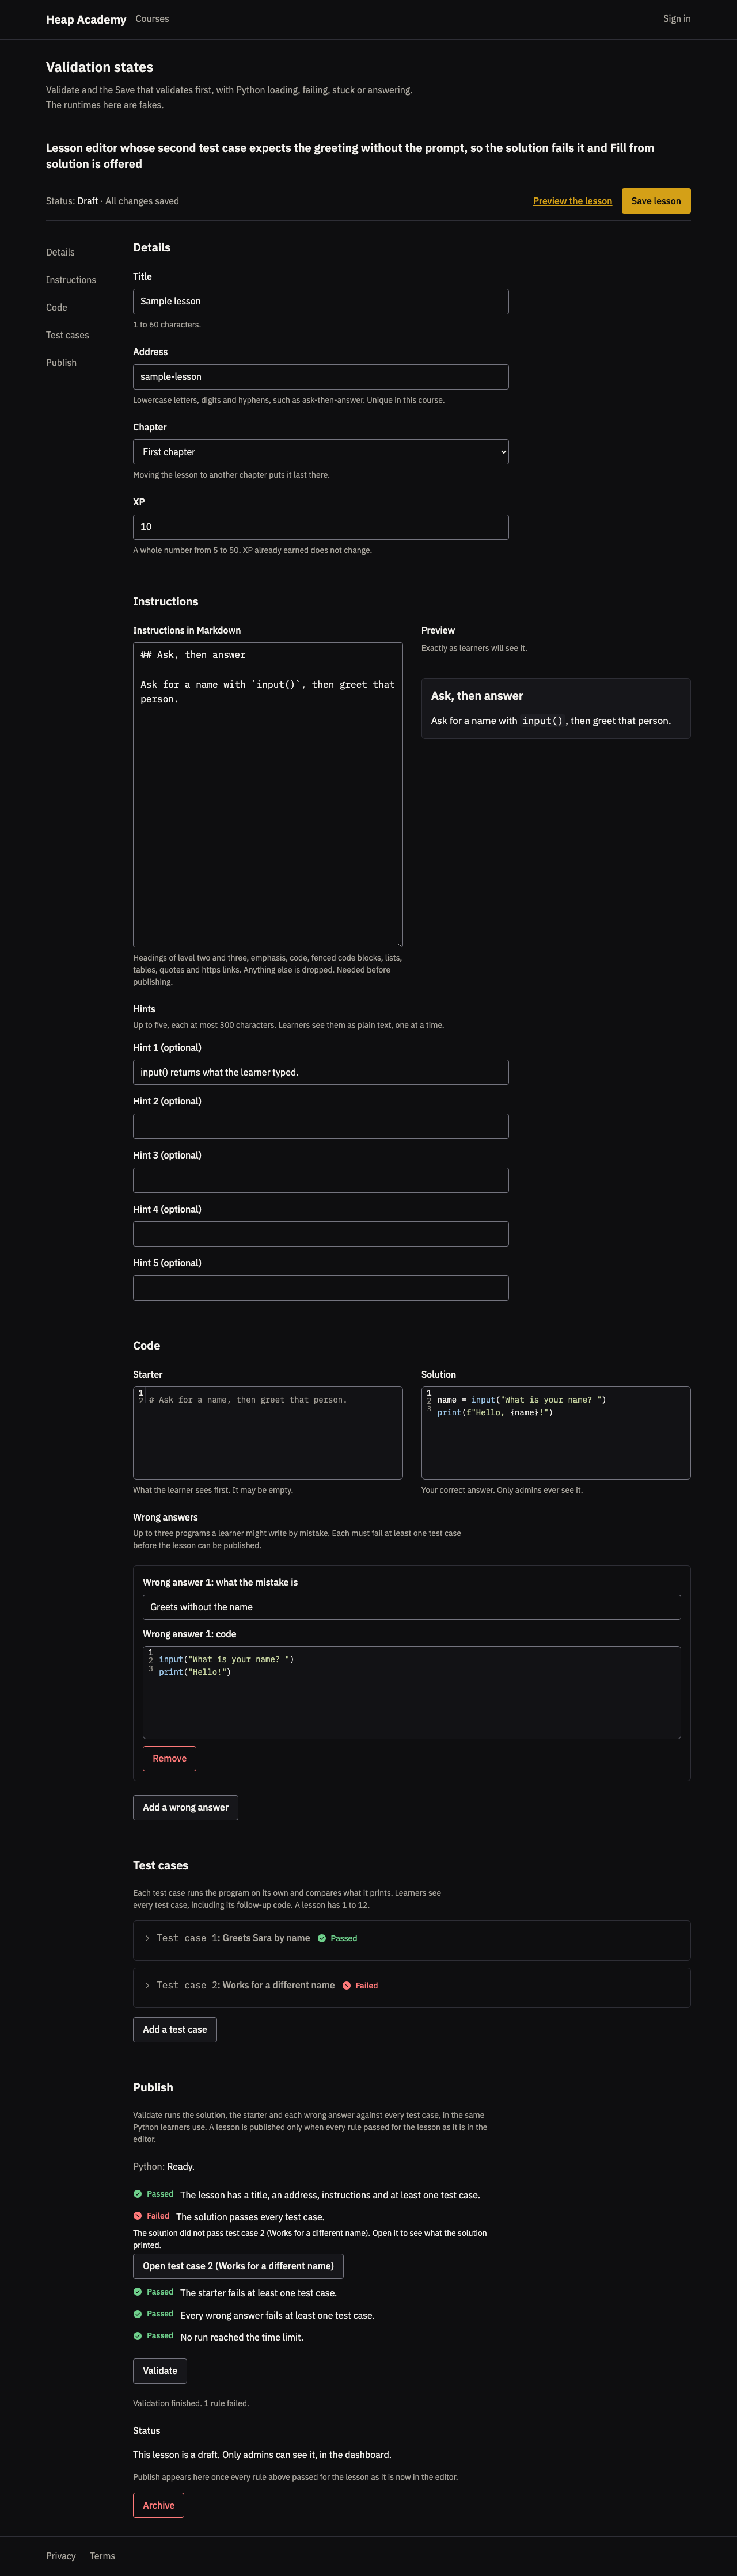 Heap Academy Courses Sign in
Validation states
Validate and the Save that validates first, with Python loading, failing, stuck or answering.
The runtimes here are fakes.
Lesson editor whose second test case expects the greeting without the prompt, so the solution fails it and Fill from
solution is offered
Status: Draft · All changes saved
Preview the lesson
Save lesson
Details
Instructions
Code
Test cases
Publish
Details
Title
Sample lesson
1 to 60 characters.
Address
sample-lesson
Lowercase letters, digits and hyphens, such as ask-then-answer. Unique in this course.
Chapter
First chapter
Moving the lesson to another chapter puts it last there.
XP
10
A whole number from 5 to 50. XP already earned does not change.
Instructions
Instructions in Markdown
## Ask, then answer
Ask for a name with `input()`, then greet that
person.
Headings of level two and three, emphasis, code, fenced code blocks, lists,
tables, quotes and https links. Anything else is dropped. Needed before
publishing.
Preview
Exactly as learners will see it.
Ask, then answer
Ask for a name with input(), then greet that person.
Hints
Up to five, each at most 300 characters. Learners see them as plain text, one at a time.
Hint 1 (optional)
input() returns what the learner typed.
Hint 2 (optional)
Hint 3 (optional)
Hint 4 (optional)
Hint 5 (optional)
Code
Starter
1
2 # Ask for a name, then greet that person.
What the learner sees first. It may be empty.
Solution
1
2 name = input("What is your name? ")
3 print(f"Hello, {name}!")
Your correct answer. Only admins ever see it.
Wrong answers
Up to three programs a learner might write by mistake. Each must fail at least one test case
before the lesson can be published.
Wrong answer 1: what the mistake is
Greets without the name
Wrong answer 1: code
1
2 input("What is your name? ")
3 print("Hello!")
Remove
Add a wrong answer
Test cases
Each test case runs the program on its own and compares what it prints. Learners see
every test case, including its follow-up code. A lesson has 1 to 12.
Test case 1: Greets Sara by name Passed
Test case 2: Works for a different name Failed
Add a test case
Publish
Validate runs the solution, the starter and each wrong answer against every test case, in the same
Python learners use. A lesson is published only when every rule passed for the lesson as it is in the
editor.
Python: Ready.
Passed The lesson has a title, an address, instructions and at least one test case.
Failed The solution passes every test case.
The solution did not pass test case 2 (Works for a different name). Open it to see what the solution
printed.
Open test case 2 (Works for a different name)
Passed The starter fails at least one test case.
Passed Every wrong answer fails at least one test case.
Passed No run reached the time limit.
Validate
Validation finished. 1 rule failed.
Status
This lesson is a draft. Only admins can see it, in the dashboard.
Publish appears here once every rule above passed for the lesson as it is now in the editor.
Archive
Privacy Terms